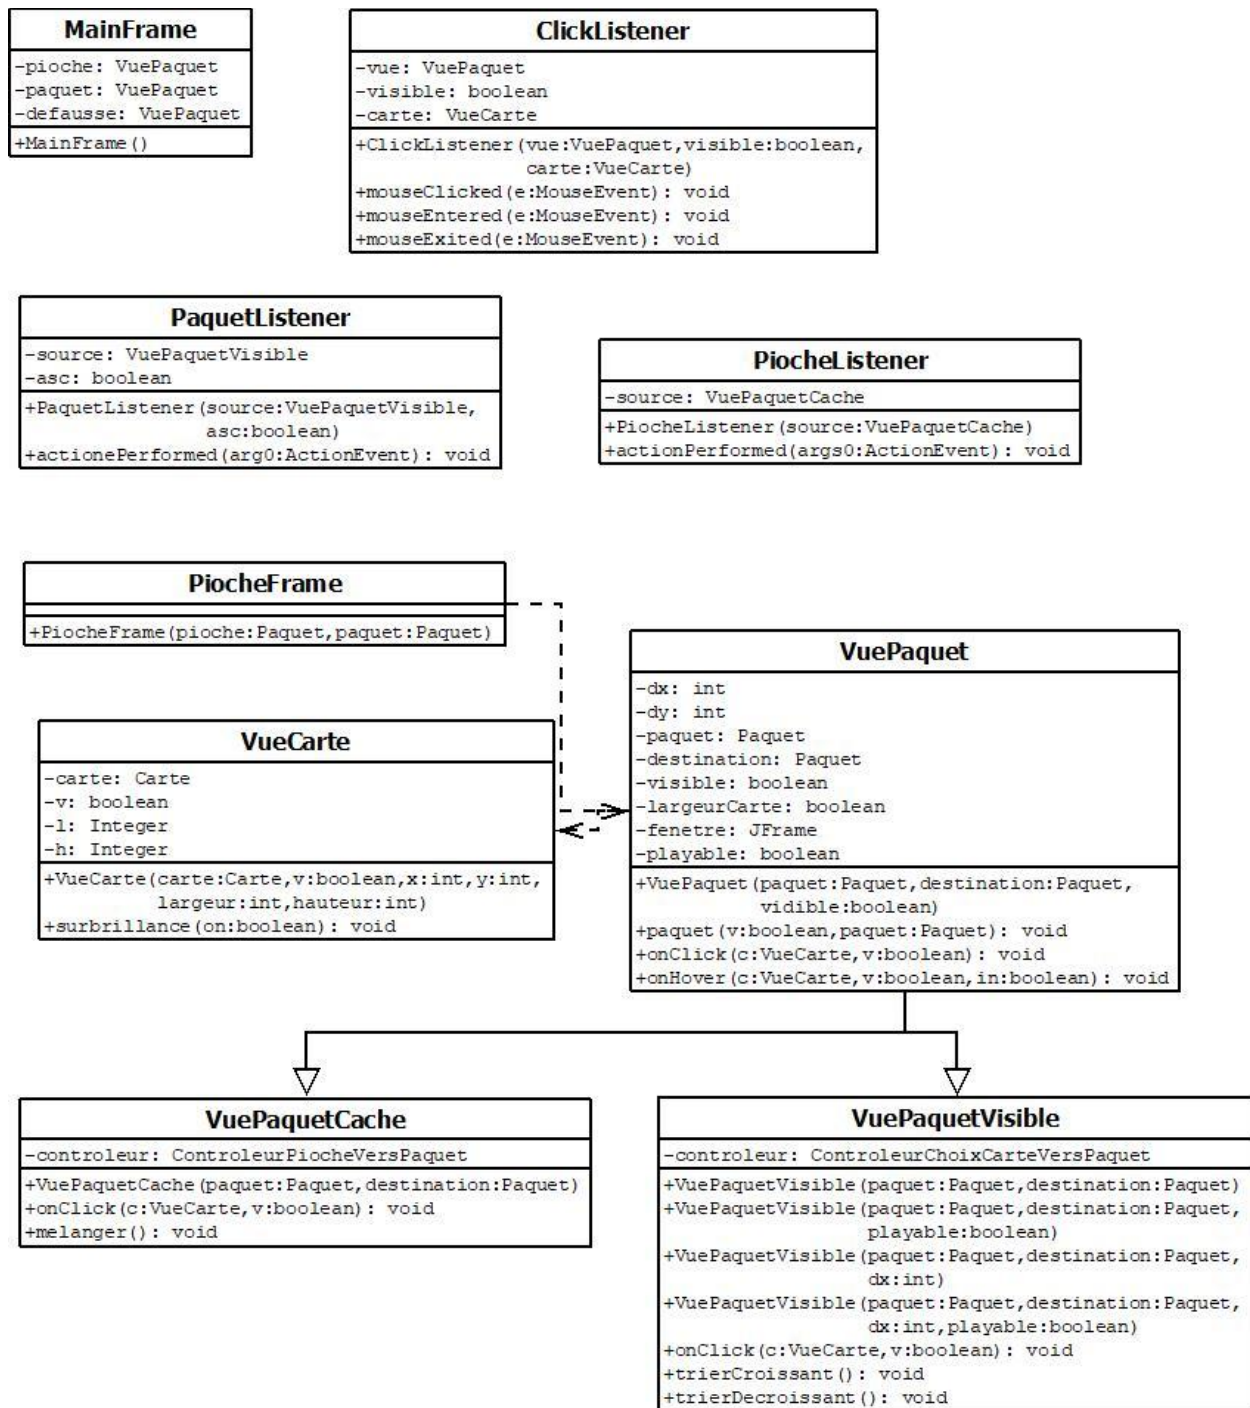 MainFrame
-pioche: VuePaquet
-paquet: VuePaquet
-defausse: VuePaquet
+MainFrame()
ClickListener
-vue: VuePaquet
-visible: boolean
-carte: VueCarte
+ClickListener(vue:VuePaquet,visible:boolean,
carte:VueCarte)
+mouseClicked(e:MouseEvent): void
+mouseEntered(e:MouseEvent): void
+mouseExited(e:MouseEvent): void
PaquetListener
-source: VuePaquetVisible
-asc: boolean
+PaquetListener(source:VuePaquetVisible,
asc:boolean)
+actionePerformed(arg0:ActionEvent): void
PiocheListener
-source: VuePaquetCache
+PiocheListener(source:VuePaquetCache)
+actionPerformed(args0:ActionEvent): void
PiocheFrame
+PiocheFrame(pioche:Paquet,paquet:Paquet)
VueCarte
-carte: Carte
-v: boolean
-l: Integer
-h: Integer
+VueCarte(carte:Carte,v:boolean,x:int,y:int,
largeur:int,hauteur:int)
+surbrillance(on:boolean): void
VuePaquet
-dx: int
-dy: int
-paquet: Paquet
-destination: Paquet
-visible: boolean
-largeurCarte: boolean
-fenetre: JFrame
-playable: boolean
+VuePaquet(paquet:Paquet,destination:Paquet,
vidible:boolean)
+paquet(v:boolean,paquet:Paquet): void
+onClick(c:VueCarte,v:boolean): void
+onHover(c:VueCarte,v:boolean,in:boolean): void
VuePaquetCache
-controleur: ControleurPiocheVersPaquet
+VuePaquetCache(paquet:Paquet,destination:Paquet)
+onClick(c:VueCarte,v:boolean): void
+melanger(): void
VuePaquetVisible
-controleur: ControleurChoixCarteVersPaquet
+VuePaquetVisible(paquet:Paquet,destination:Paquet)
+VuePaquetVisible(paquet:Paquet,destination:Paquet,
playable:boolean)
+VuePaquetVisible(paquet:Paquet,destination:Paquet,
dx:int)
+VuePaquetVisible(paquet:Paquet,destination:Paquet,
dx:int,playable:boolean)
+onClick(c:VueCarte,v:boolean): void
+trierCroissant(): void
+trierDecroissant(): void